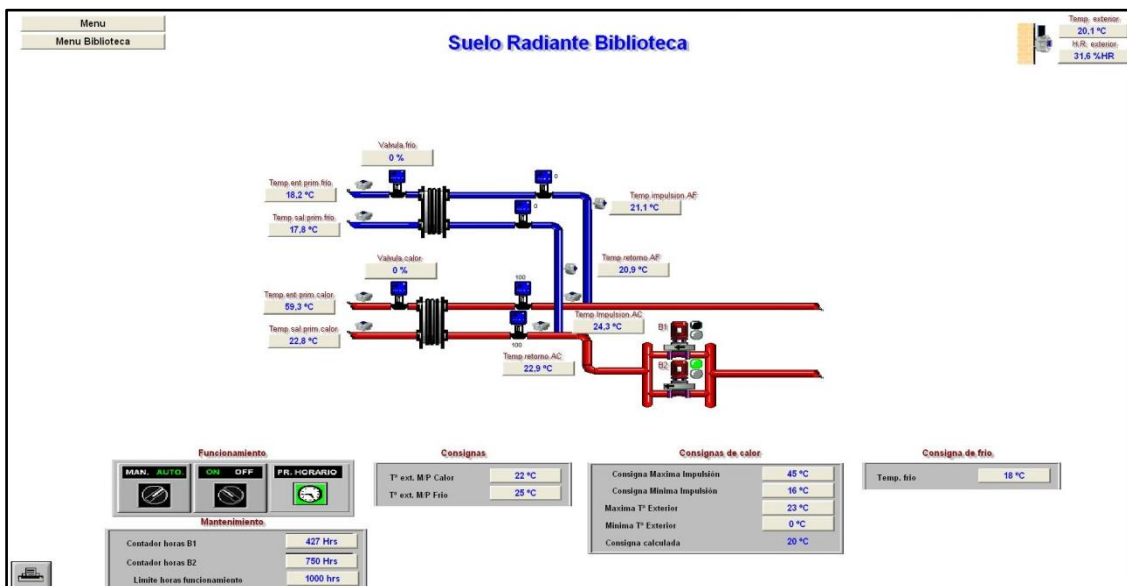 Menu
Menu Biblioteca
Suelo Radiante Biblioteca
Temp. exterior
20,1 ºC
H.R. exterior
31,6 %HR
Valvula.frio
0 %
Temp.ent.prim.frio
18,2 ºC
Temp.sal.prim.frio
17,8 ºC
0
0
Temp.impulsion.AF
21,1 ºC
Temp.retorno.AF
20,9 ºC
Valvula.calor
0 %
Temp.ent.prim.calor
59,3 ºC
Temp.sal.prim.calor
22,8 ºC
100
100
Temp.Impulsion.AC
24,3 ºC
Temp.retorno.AC
22,9 ºC
B1
B2
Funcionamiento
MAN. AUTO.
ON OFF
PR. HORARIO
Mantenimiento
Contador horas B1
427 Hrs
Contador horas B2
750 Hrs
Limite horas funcionamiento
1000 hrs
Consignas
Tª ext. M/P Calor
22 ºC
Tª ext. M/P Frio
25 ºC
Consignas de calor
Consigna Maxima Impulsión
45 ºC
Consigna Minima Impulsión
16 ºC
Maxima Tª Exterior
23 ºC
Minima Tª Exterior
0 ºC
Consigna calculada
20 ºC
Consigna de frio
Temp. frio
18 ºC